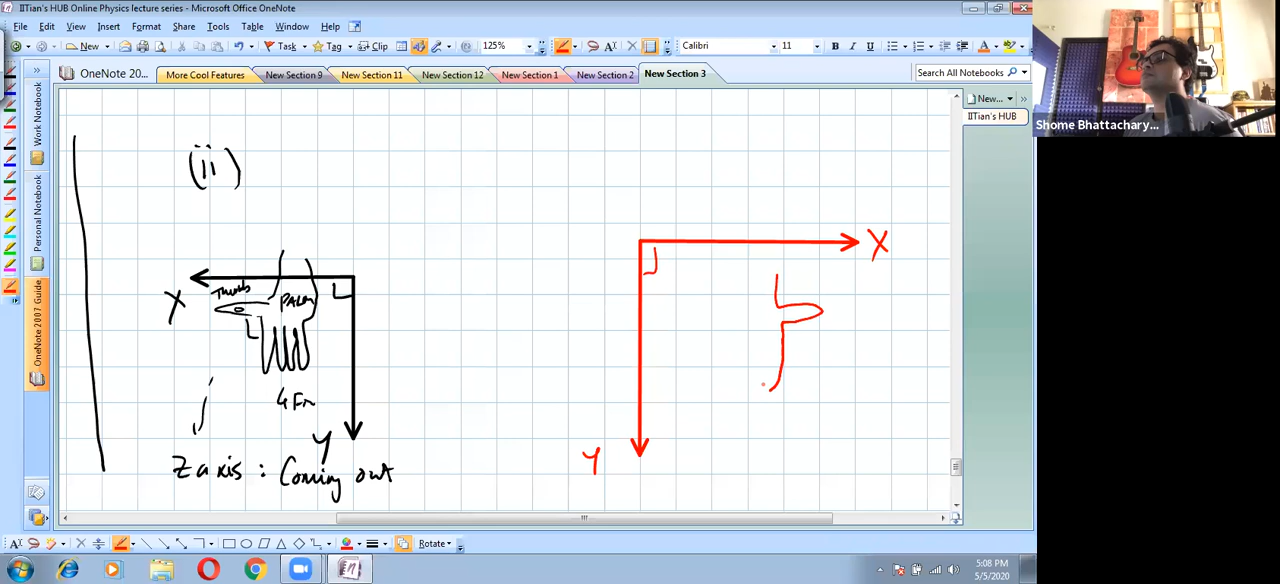 IITian's HUB Online Physics lecture series - Microsoft Office OneNote
File Edit View Insert Format Share Tools Table Window Help
New Task Tag Clip 125% Calibri 11 B I U
OneNote 20... More Cool Features New Section 9 New Section 11 New Section 12 New Section 1 New Section 2 New Section 3 Search All Notebooks
New...
IITian's HUB
Work Notebook
Personal Notebook
OneNote 2007 Guide
Shome Bhattachary...
(ii)
X
X
Thumb
PALM
4 Fin
Y
Y
Z axis : Coming out
Rotate
5:08 PM
5/5/2020